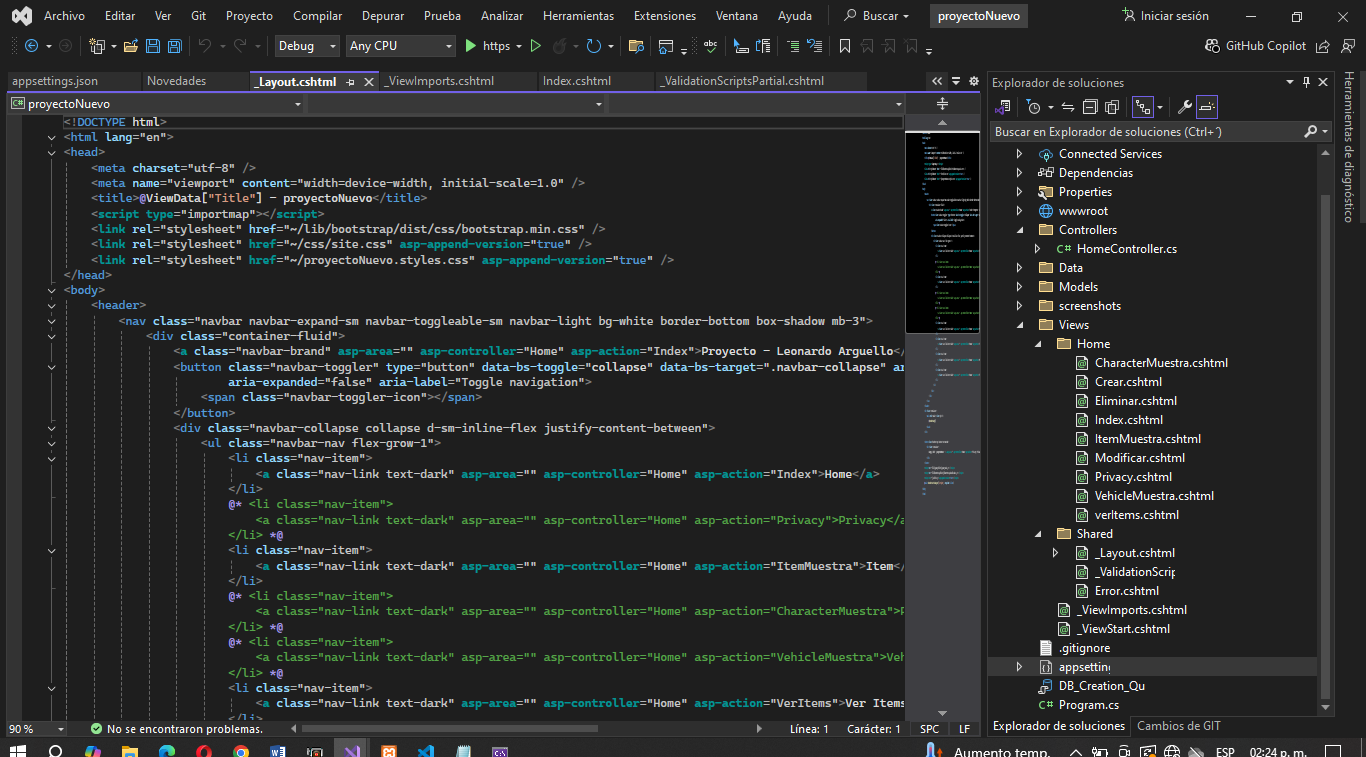 Archivo Editar Ver Git Proyecto Compilar Depurar Prueba Analizar Herramientas Extensiones Ventana Ayuda Buscar proyectoNuevo Iniciar sesión
Debug Any CPU https GitHub Copilot
appsettings.json Novedades _Layout.cshtml _ViewImports.cshtml Index.cshtml _ValidationScriptsPartial.cshtml
C# proyectoNuevo
<!DOCTYPE html>
<html lang="en">
<head>
<meta charset="utf-8" />
<meta name="viewport" content="width=device-width, initial-scale=1.0" />
<title>@ViewData["Title"] - proyectoNuevo</title>
<script type="importmap"></script>
<link rel="stylesheet" href="~/lib/bootstrap/dist/css/bootstrap.min.css" />
<link rel="stylesheet" href="~/css/site.css" asp-append-version="true" />
<link rel="stylesheet" href="~/proyectoNuevo.styles.css" asp-append-version="true" />
</head>
<body>
<header>
<nav class="navbar navbar-expand-sm navbar-toggleable-sm navbar-light bg-white border-bottom box-shadow mb-3">
<div class="container-fluid">
<a class="navbar-brand" asp-area="" asp-controller="Home" asp-action="Index">Proyecto - Leonardo Arguello</
<button class="navbar-toggler" type="button" data-bs-toggle="collapse" data-bs-target=".navbar-collapse" ar
aria-expanded="false" aria-label="Toggle navigation">
<span class="navbar-toggler-icon"></span>
</button>
<div class="navbar-collapse collapse d-sm-inline-flex justify-content-between">
<ul class="navbar-nav flex-grow-1">
<li class="nav-item">
<a class="nav-link text-dark" asp-area="" asp-controller="Home" asp-action="Index">Home</a>
</li>
@* <li class="nav-item">
<a class="nav-link text-dark" asp-area="" asp-controller="Home" asp-action="Privacy">Privacy</a
</li> *@
<li class="nav-item">
<a class="nav-link text-dark" asp-area="" asp-controller="Home" asp-action="ItemMuestra">Item</
</li>
@* <li class="nav-item">
<a class="nav-link text-dark" asp-area="" asp-controller="Home" asp-action="CharacterMuestra">
</li> *@
@* <li class="nav-item">
<a class="nav-link text-dark" asp-area="" asp-controller="Home" asp-action="VehicleMuestra">Veh
</li> *@
<li class="nav-item">
<a class="nav-link text-dark" asp-area="" asp-controller="Home" asp-action="VerItems">Ver Items
</li>
90 % No se encontraron problemas. Línea: 1 Carácter: 1 SPC LF
Explorador de soluciones
Buscar en Explorador de soluciones (Ctrl+´)
Connected Services
Dependencias
Properties
wwwroot
Controllers
C# HomeController.cs
Data
Models
screenshots
Views
Home
CharacterMuestra.cshtml
Crear.cshtml
Eliminar.cshtml
Index.cshtml
ItemMuestra.cshtml
Modificar.cshtml
Privacy.cshtml
VehicleMuestra.cshtml
verItems.cshtml
Shared
_Layout.cshtml
_ValidationScrip
Error.cshtml
_ViewImports.cshtml
_ViewStart.cshtml
.gitignore
appsetting
DB_Creation_Qu
C# Program.cs
Explorador de soluciones Cambios de GIT
Herramientas de diagnóstico
Aumento temp. ESP 02:24 p. m.